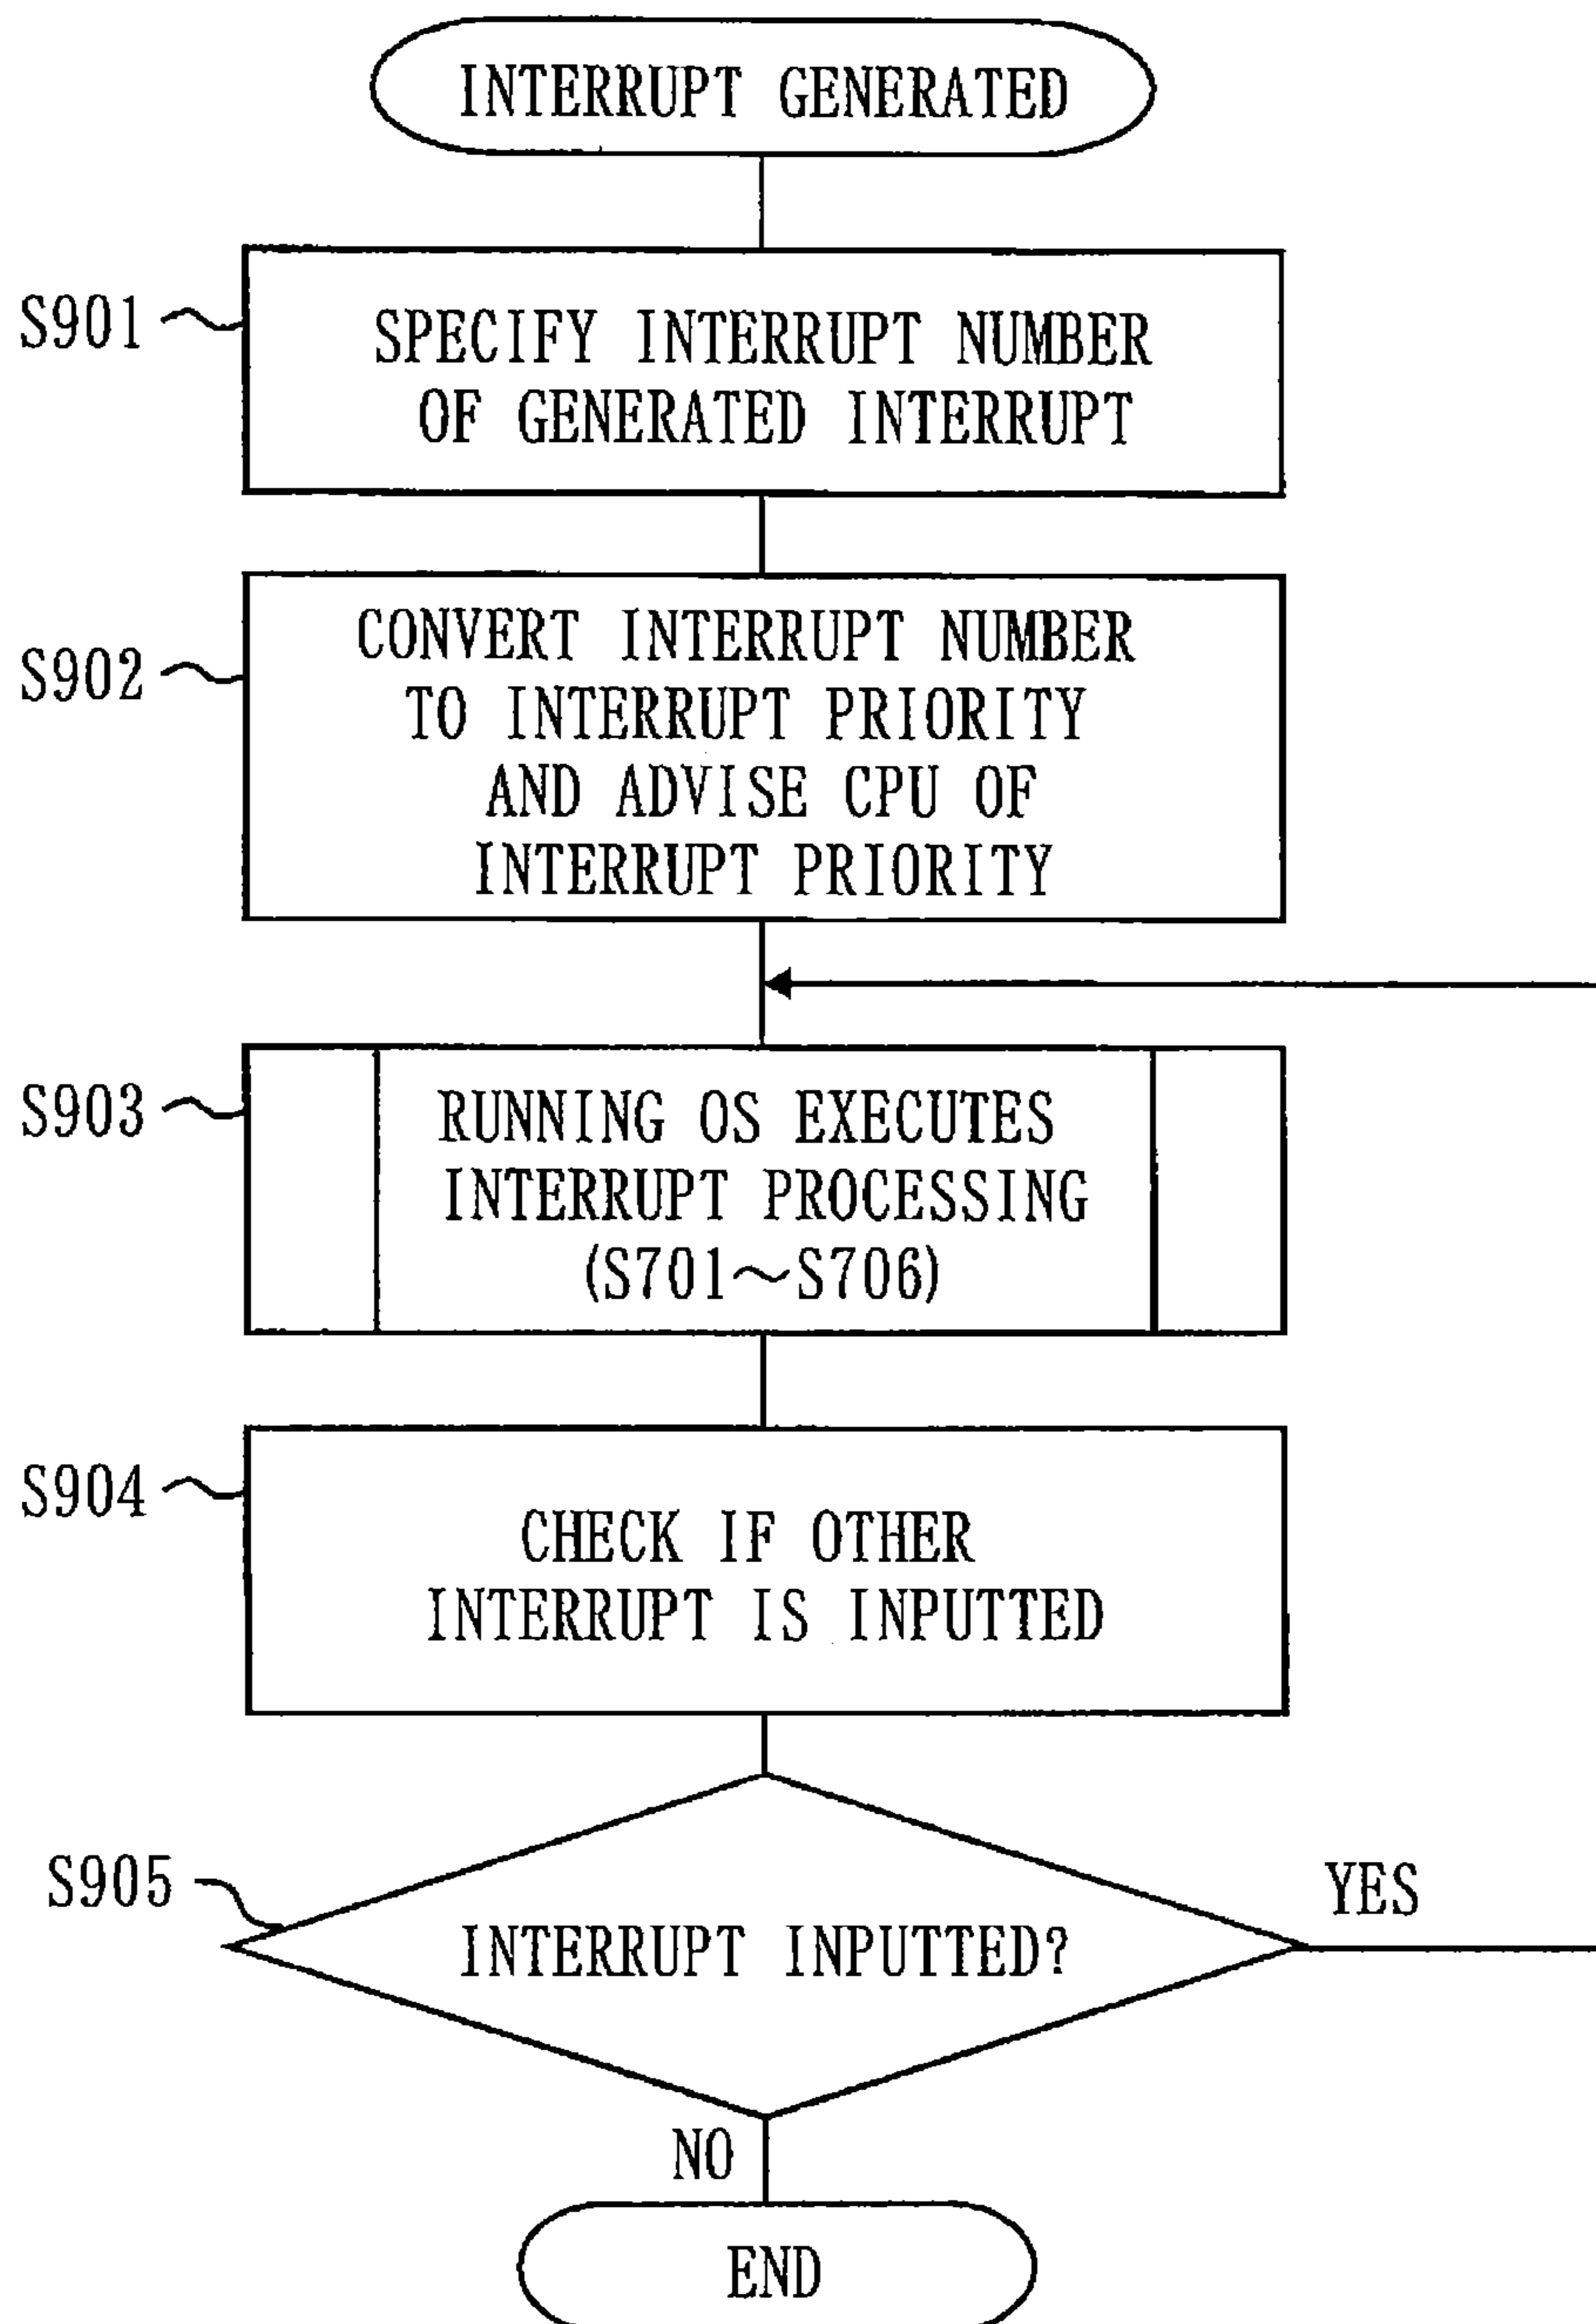 INTERRUPT GENERATED
S901
SPECIFY INTERRUPT NUMBER
OF GENERATED INTERRUPT
S902
CONVERT INTERRUPT NUMBER
TO INTERRUPT PRIORITY
AND ADVISE CPU OF
INTERRUPT PRIORITY
S903
RUNNING OS EXECUTES
INTERRUPT PROCESSING
(S701~S706)
S904
CHECK IF OTHER
INTERRUPT IS INPUTTED
S905
INTERRUPT INPUTTED?
YES
NO
END